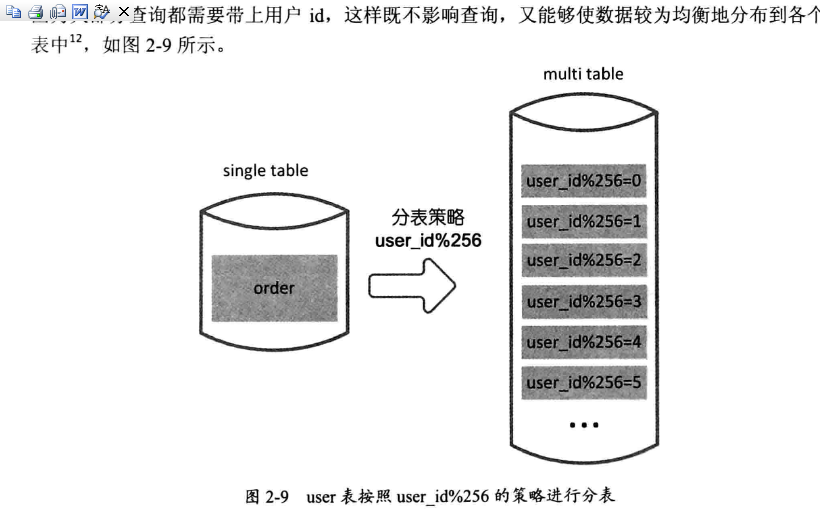 查询都需要带上用户 id，这样既不影响查询，又能够使数据较为均衡地分布到各个
表中12，如图 2-9 所示。
multi table
single table
user_id%256=0
分表策略
user_id%256
user_id%256=1
user_id%256=2
order
user_id%256=3
user_id%256=4
user_id%256=5
...
图 2-9 user 表按照 user_id%256 的策略进行分表